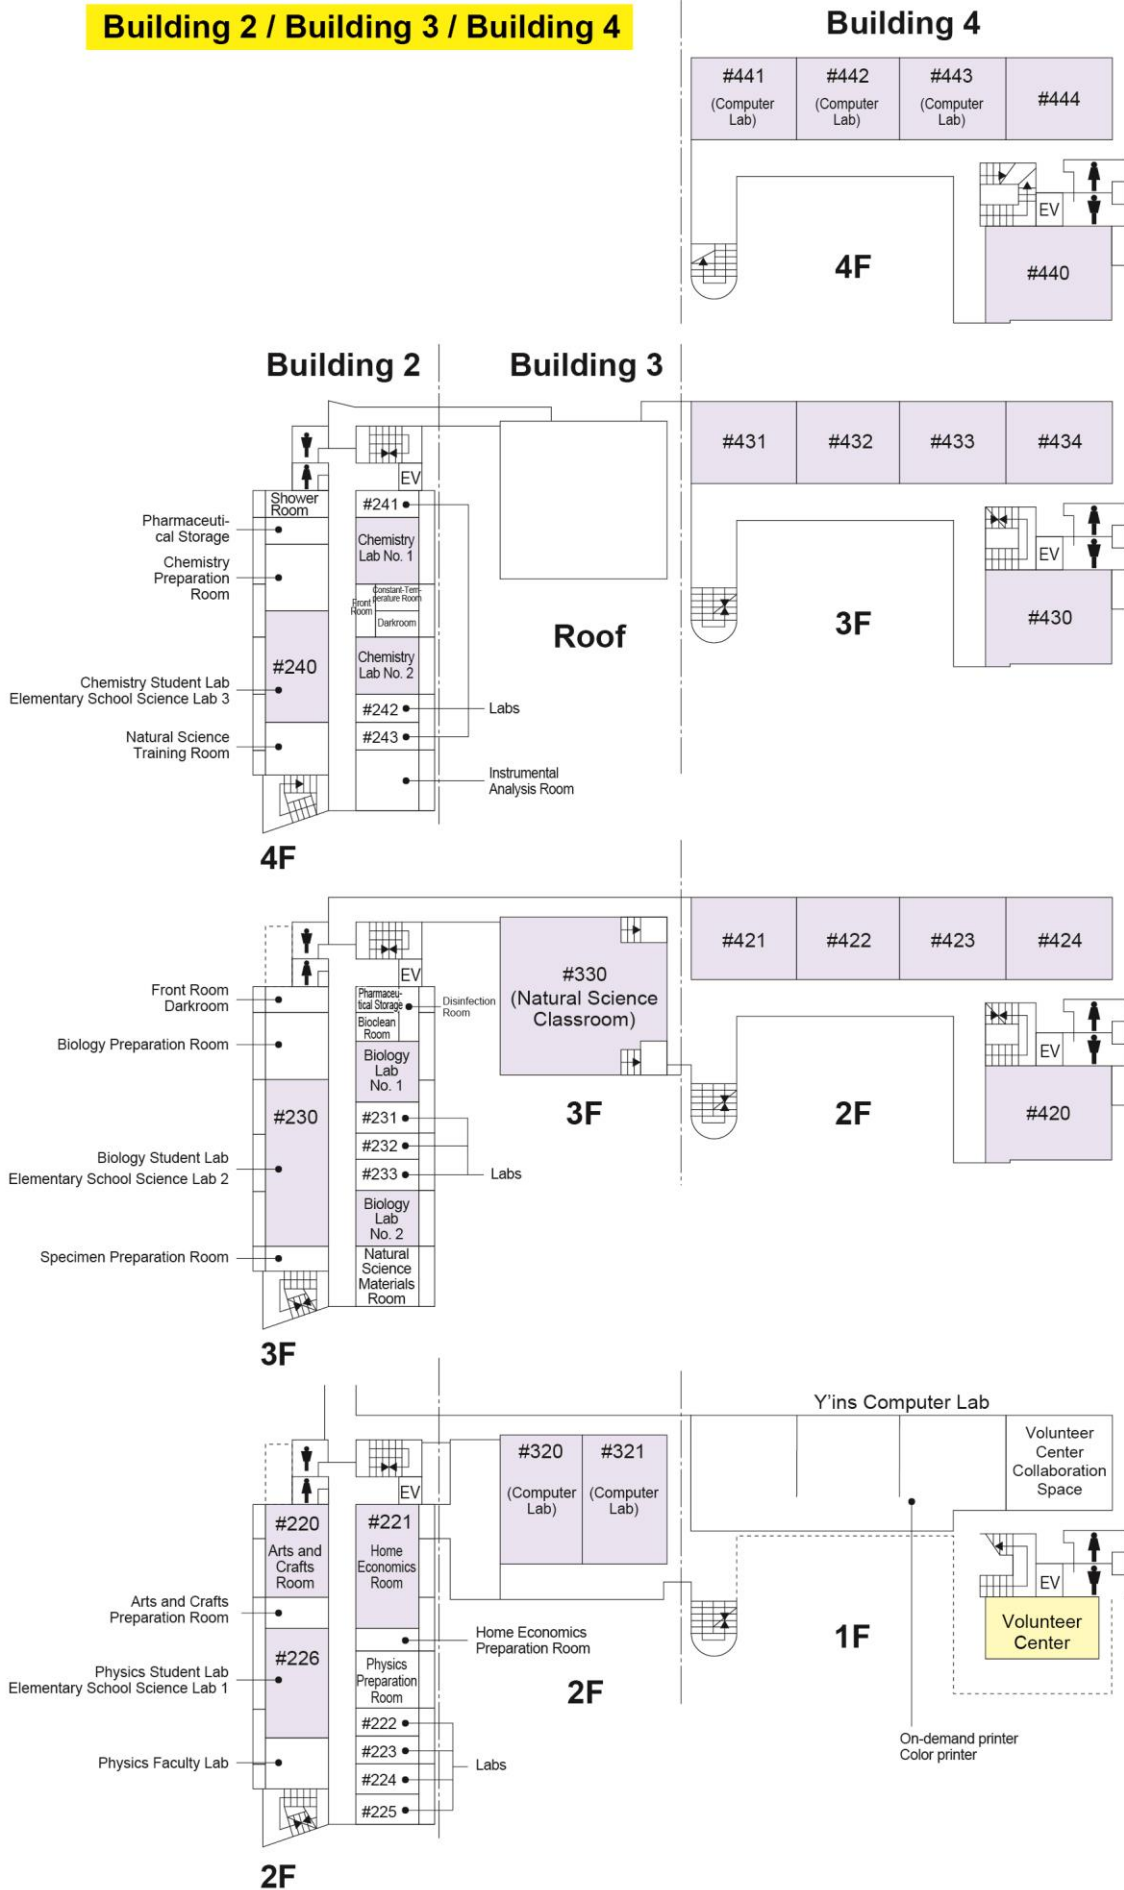 Building 2 / Building 3 / Building 4
Building 4
#441
(Computer
Lab)
#442
(Computer
Lab)
#443
(Computer
Lab)
#444
EV
#440
4F
Building 2
Building 3
EV
Shower
Room
#241
Pharmaceuti-
cal Storage
Chemistry
Lab No. 1
Chemistry
Preparation
Room
Front
Room
Constant-Tem-
perature Room
Darkroom
#240
Chemistry
Lab No. 2
Chemistry Student Lab
Elementary School Science Lab 3
#242
Labs
#243
Natural Science
Training Room
Instrumental
Analysis Room
4F
Roof
#431
#432
#433
#434
EV
#430
3F
EV
Front Room
Darkroom
Pharmaceu-
tical Storage
Disinfection
Room
Bioclean
Room
Biology Preparation Room
Biology
Lab
No. 1
#230
#231
#232
#233
Labs
Biology Student Lab
Elementary School Science Lab 2
Biology
Lab
No. 2
Specimen Preparation Room
Natural
Science
Materials
Room
3F
#330
(Natural Science
Classroom)
3F
#421
#422
#423
#424
EV
#420
2F
EV
#220
Arts and
Crafts
Room
#221
Home
Economics
Room
Arts and Crafts
Preparation Room
Home Economics
Preparation Room
#226
Physics Student Lab
Elementary School Science Lab 1
Physics
Preparation
Room
#222
#223
#224
#225
Labs
Physics Faculty Lab
2F
#320
(Computer
Lab)
#321
(Computer
Lab)
2F
Y'ins Computer Lab
Volunteer
Center
Collaboration
Space
EV
Volunteer
Center
1F
On-demand printer
Color printer